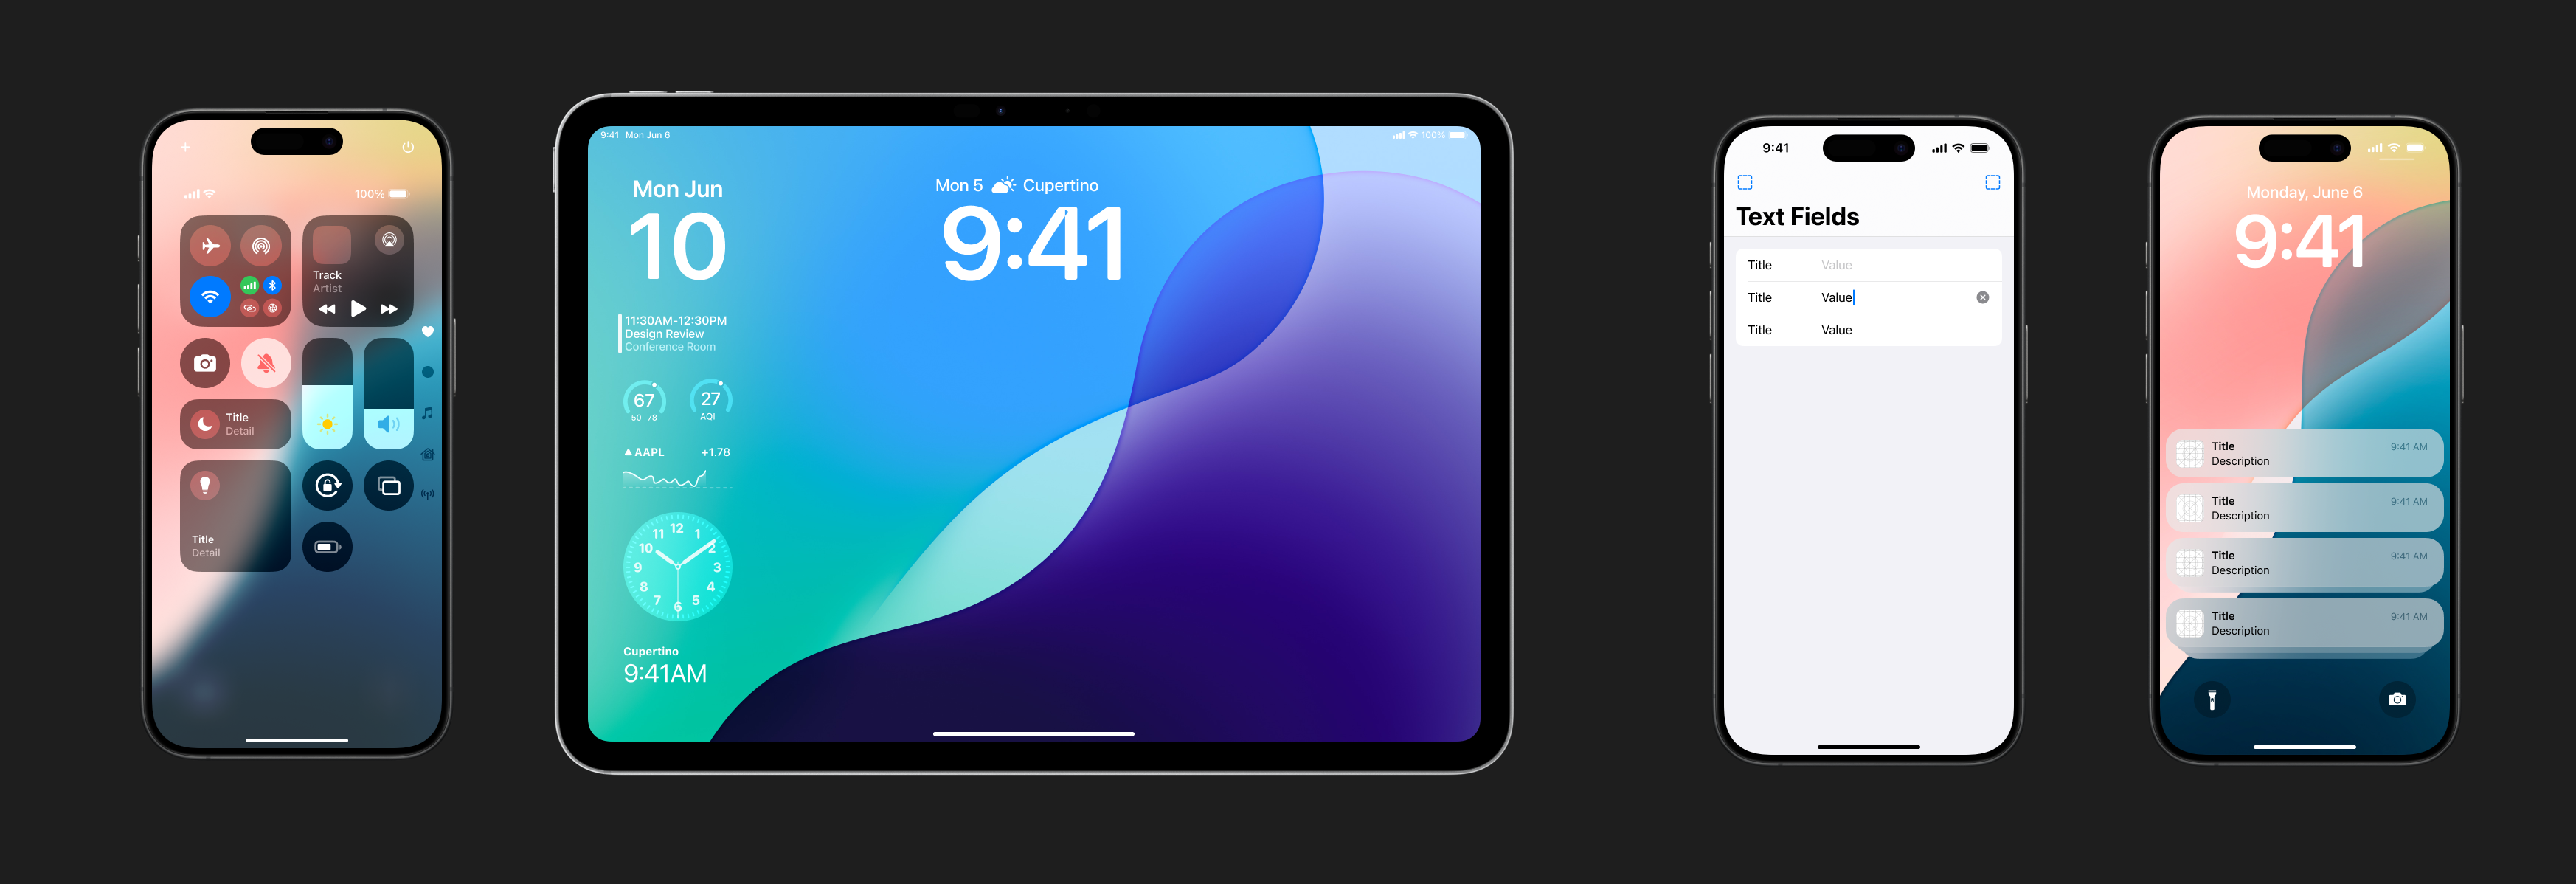 100%
Track
Artist
Title
Detail
Title
Detail
9:41 Mon Jun 6
100%
Mon Jun
10
Mon 5 Cupertino
9:41
11:30AM-12:30PM
Design Review
Conference Room
67
50 78
27
AQI
▲AAPL +1.78
12
11 1
10 2
9 3
8 4
7 5
6
Cupertino
9:41AM
9:41
Text Fields
Title Value
Title Value
Title Value
Monday, June 6
9:41
Title 9:41 AM
Description
Title 9:41 AM
Description
Title 9:41 AM
Description
Title 9:41 AM
Description